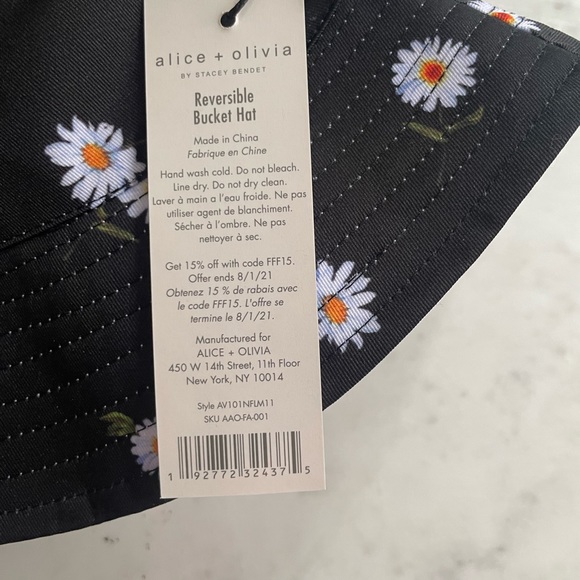 alice + olivia
BY STACEY BENDET
Reversible
Bucket Hat
Made in China
Fabrique en Chine
Hand wash cold. Do not bleach.
Line dry. Do not dry clean.
Laver à main a l'eau froide. Ne pas
utiliser agent de blanchiment.
Sécher à l'ombre. Ne pas
nettoyer à sec.
Get 15% off with code FFF15.
Offer ends 8/1/21
Obtenez 15 % de rabais avec
le code FFF15. L'offre se
termine le 8/1/21.
Manufactured for
ALICE + OLIVIA
450 W 14th Street, 11th Floor
New York, NY 10014
Style AV101NFLM11
SKU AAO-FA-001
1 92772 32437 5